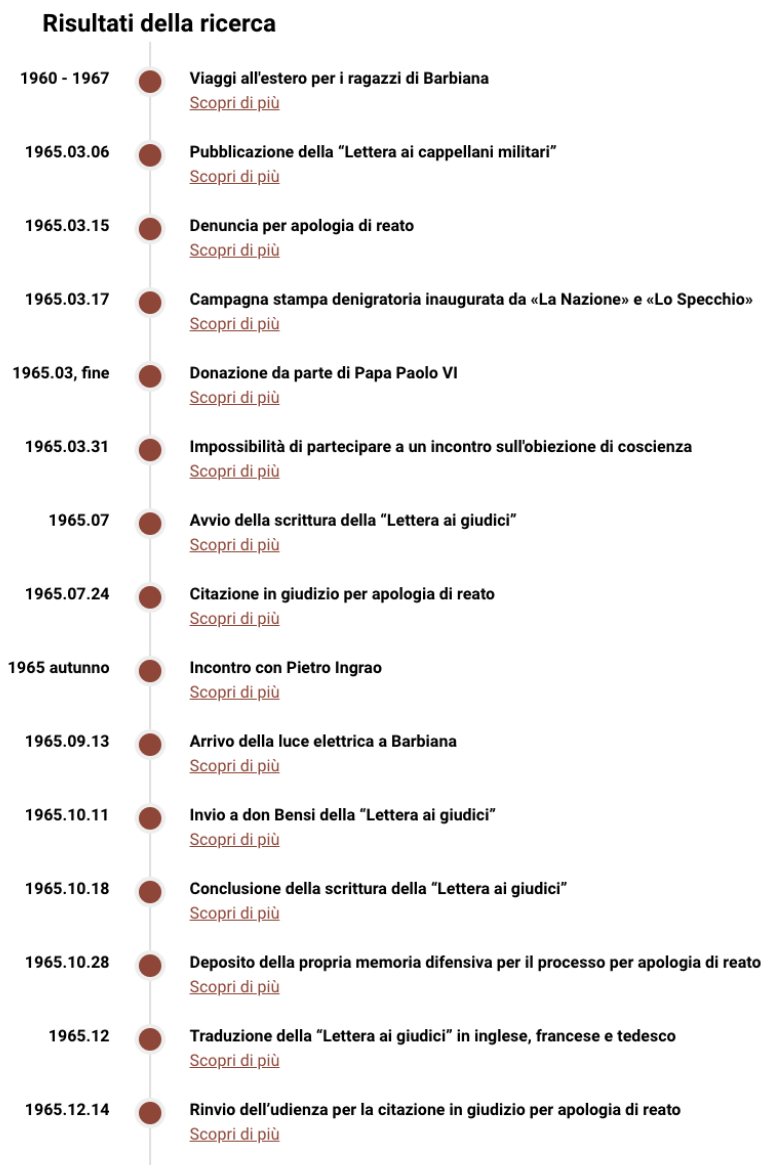 Risultati della ricerca
1960 - 1967
Viaggi all'estero per i ragazzi di Barbiana
Scopri di più
1965.03.06
Pubblicazione della “Lettera ai cappellani militari”
Scopri di più
1965.03.15
Denuncia per apologia di reato
Scopri di più
1965.03.17
Campagna stampa denigratoria inaugurata da «La Nazione» e «Lo Specchio»
Scopri di più
1965.03, fine
Donazione da parte di Papa Paolo VI
Scopri di più
1965.03.31
Impossibilità di partecipare a un incontro sull'obiezione di coscienza
Scopri di più
1965.07
Avvio della scrittura della “Lettera ai giudici”
Scopri di più
1965.07.24
Citazione in giudizio per apologia di reato
Scopri di più
1965 autunno
Incontro con Pietro Ingrao
Scopri di più
1965.09.13
Arrivo della luce elettrica a Barbiana
Scopri di più
1965.10.11
Invio a don Bensi della “Lettera ai giudici”
Scopri di più
1965.10.18
Conclusione della scrittura della “Lettera ai giudici”
Scopri di più
1965.10.28
Deposito della propria memoria difensiva per il processo per apologia di reato
Scopri di più
1965.12
Traduzione della “Lettera ai giudici” in inglese, francese e tedesco
Scopri di più
1965.12.14
Rinvio dell’udienza per la citazione in giudizio per apologia di reato
Scopri di più